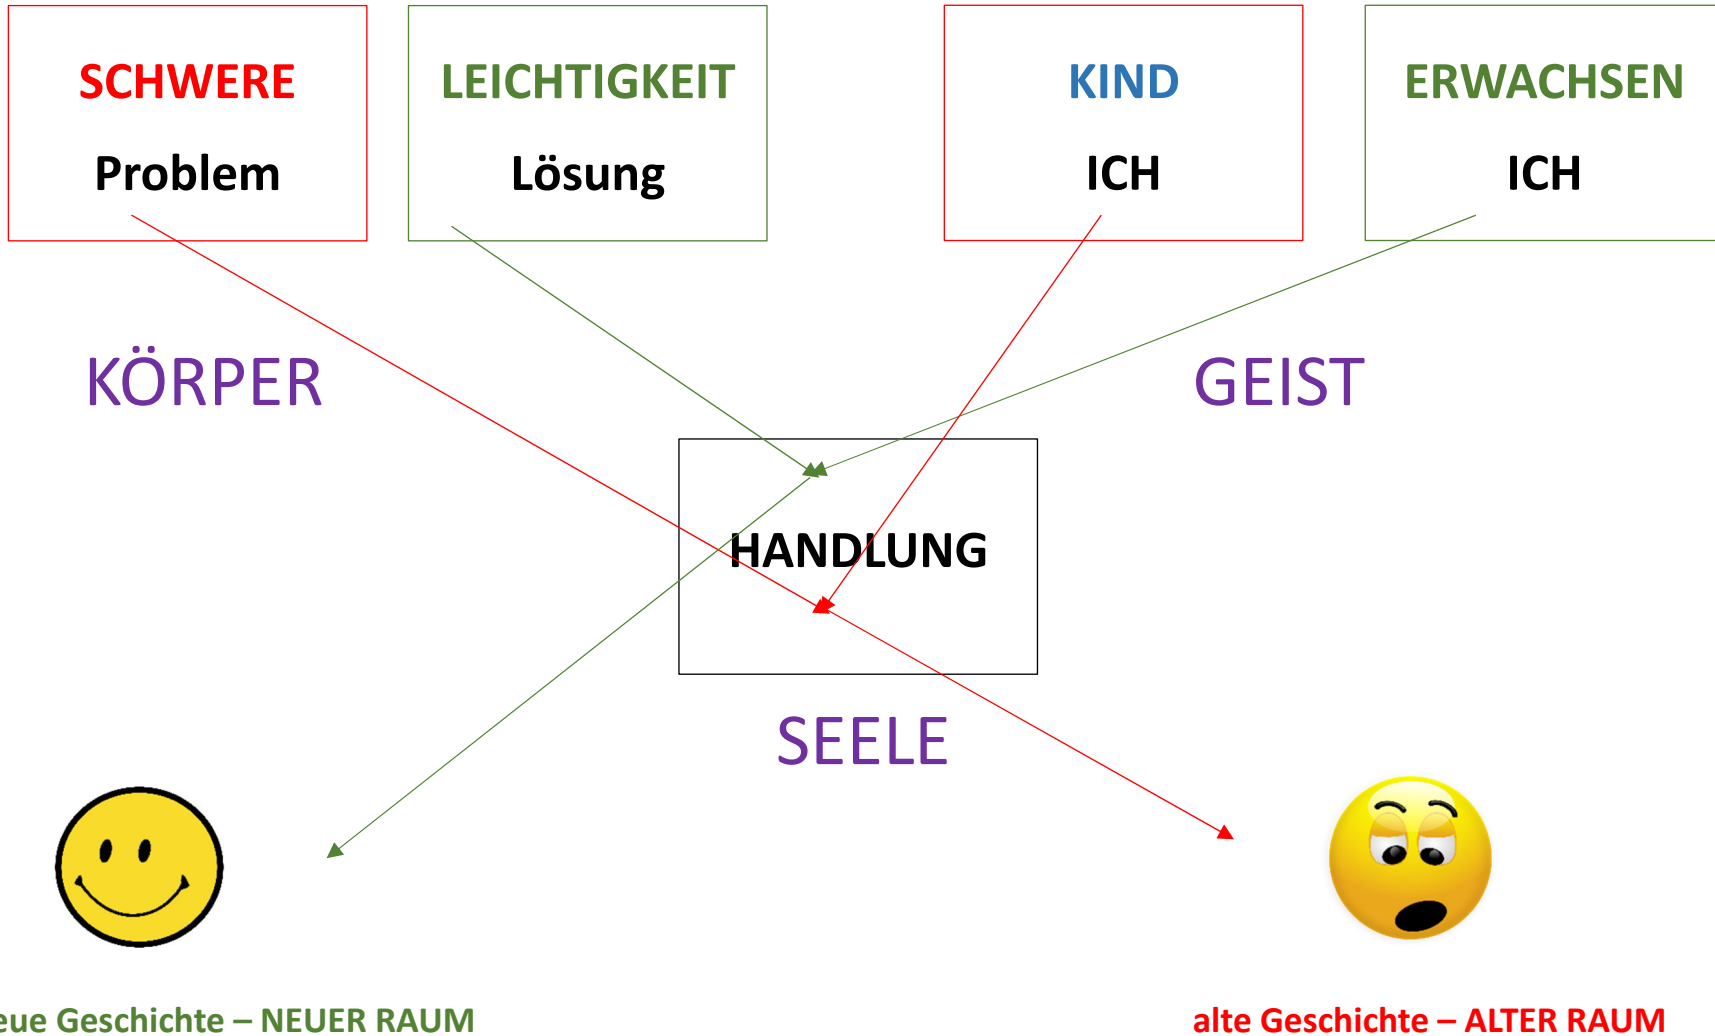 SCHWERE
Problem
LEICHTIGKEIT
Lösung
KIND
ICH
ERWACHSEN
ICH
KÖRPER
GEIST
HANDLUNG
SEELE
eue Geschichte – NEUER RAUM
alte Geschichte – ALTER RAUM